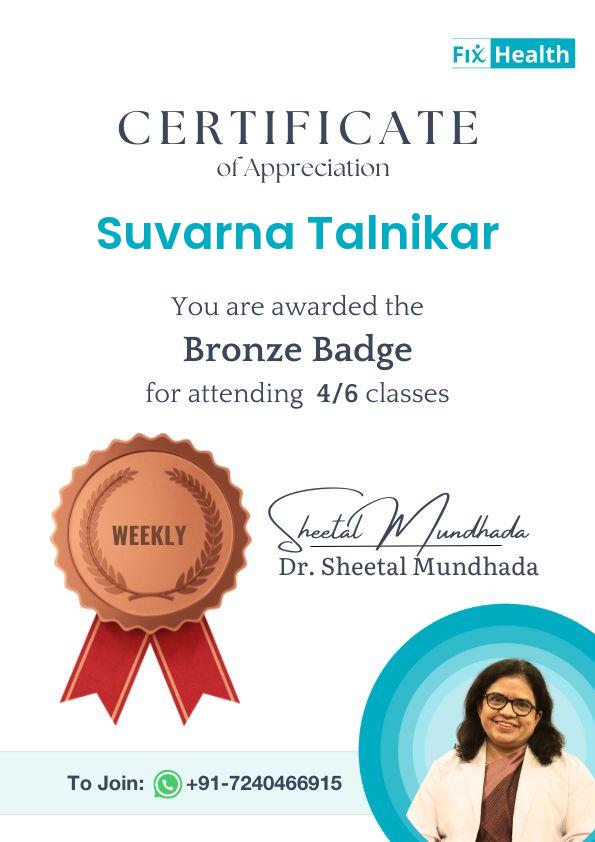 Fix Health
CERTIFICATE
of Appreciation
Suvarna Talnikar
You are awarded the
Bronze Badge
for attending 4/6 classes
WEEKLY
Sheetal Mundhada
Dr. Sheetal Mundhada
To Join: +91-7240466915